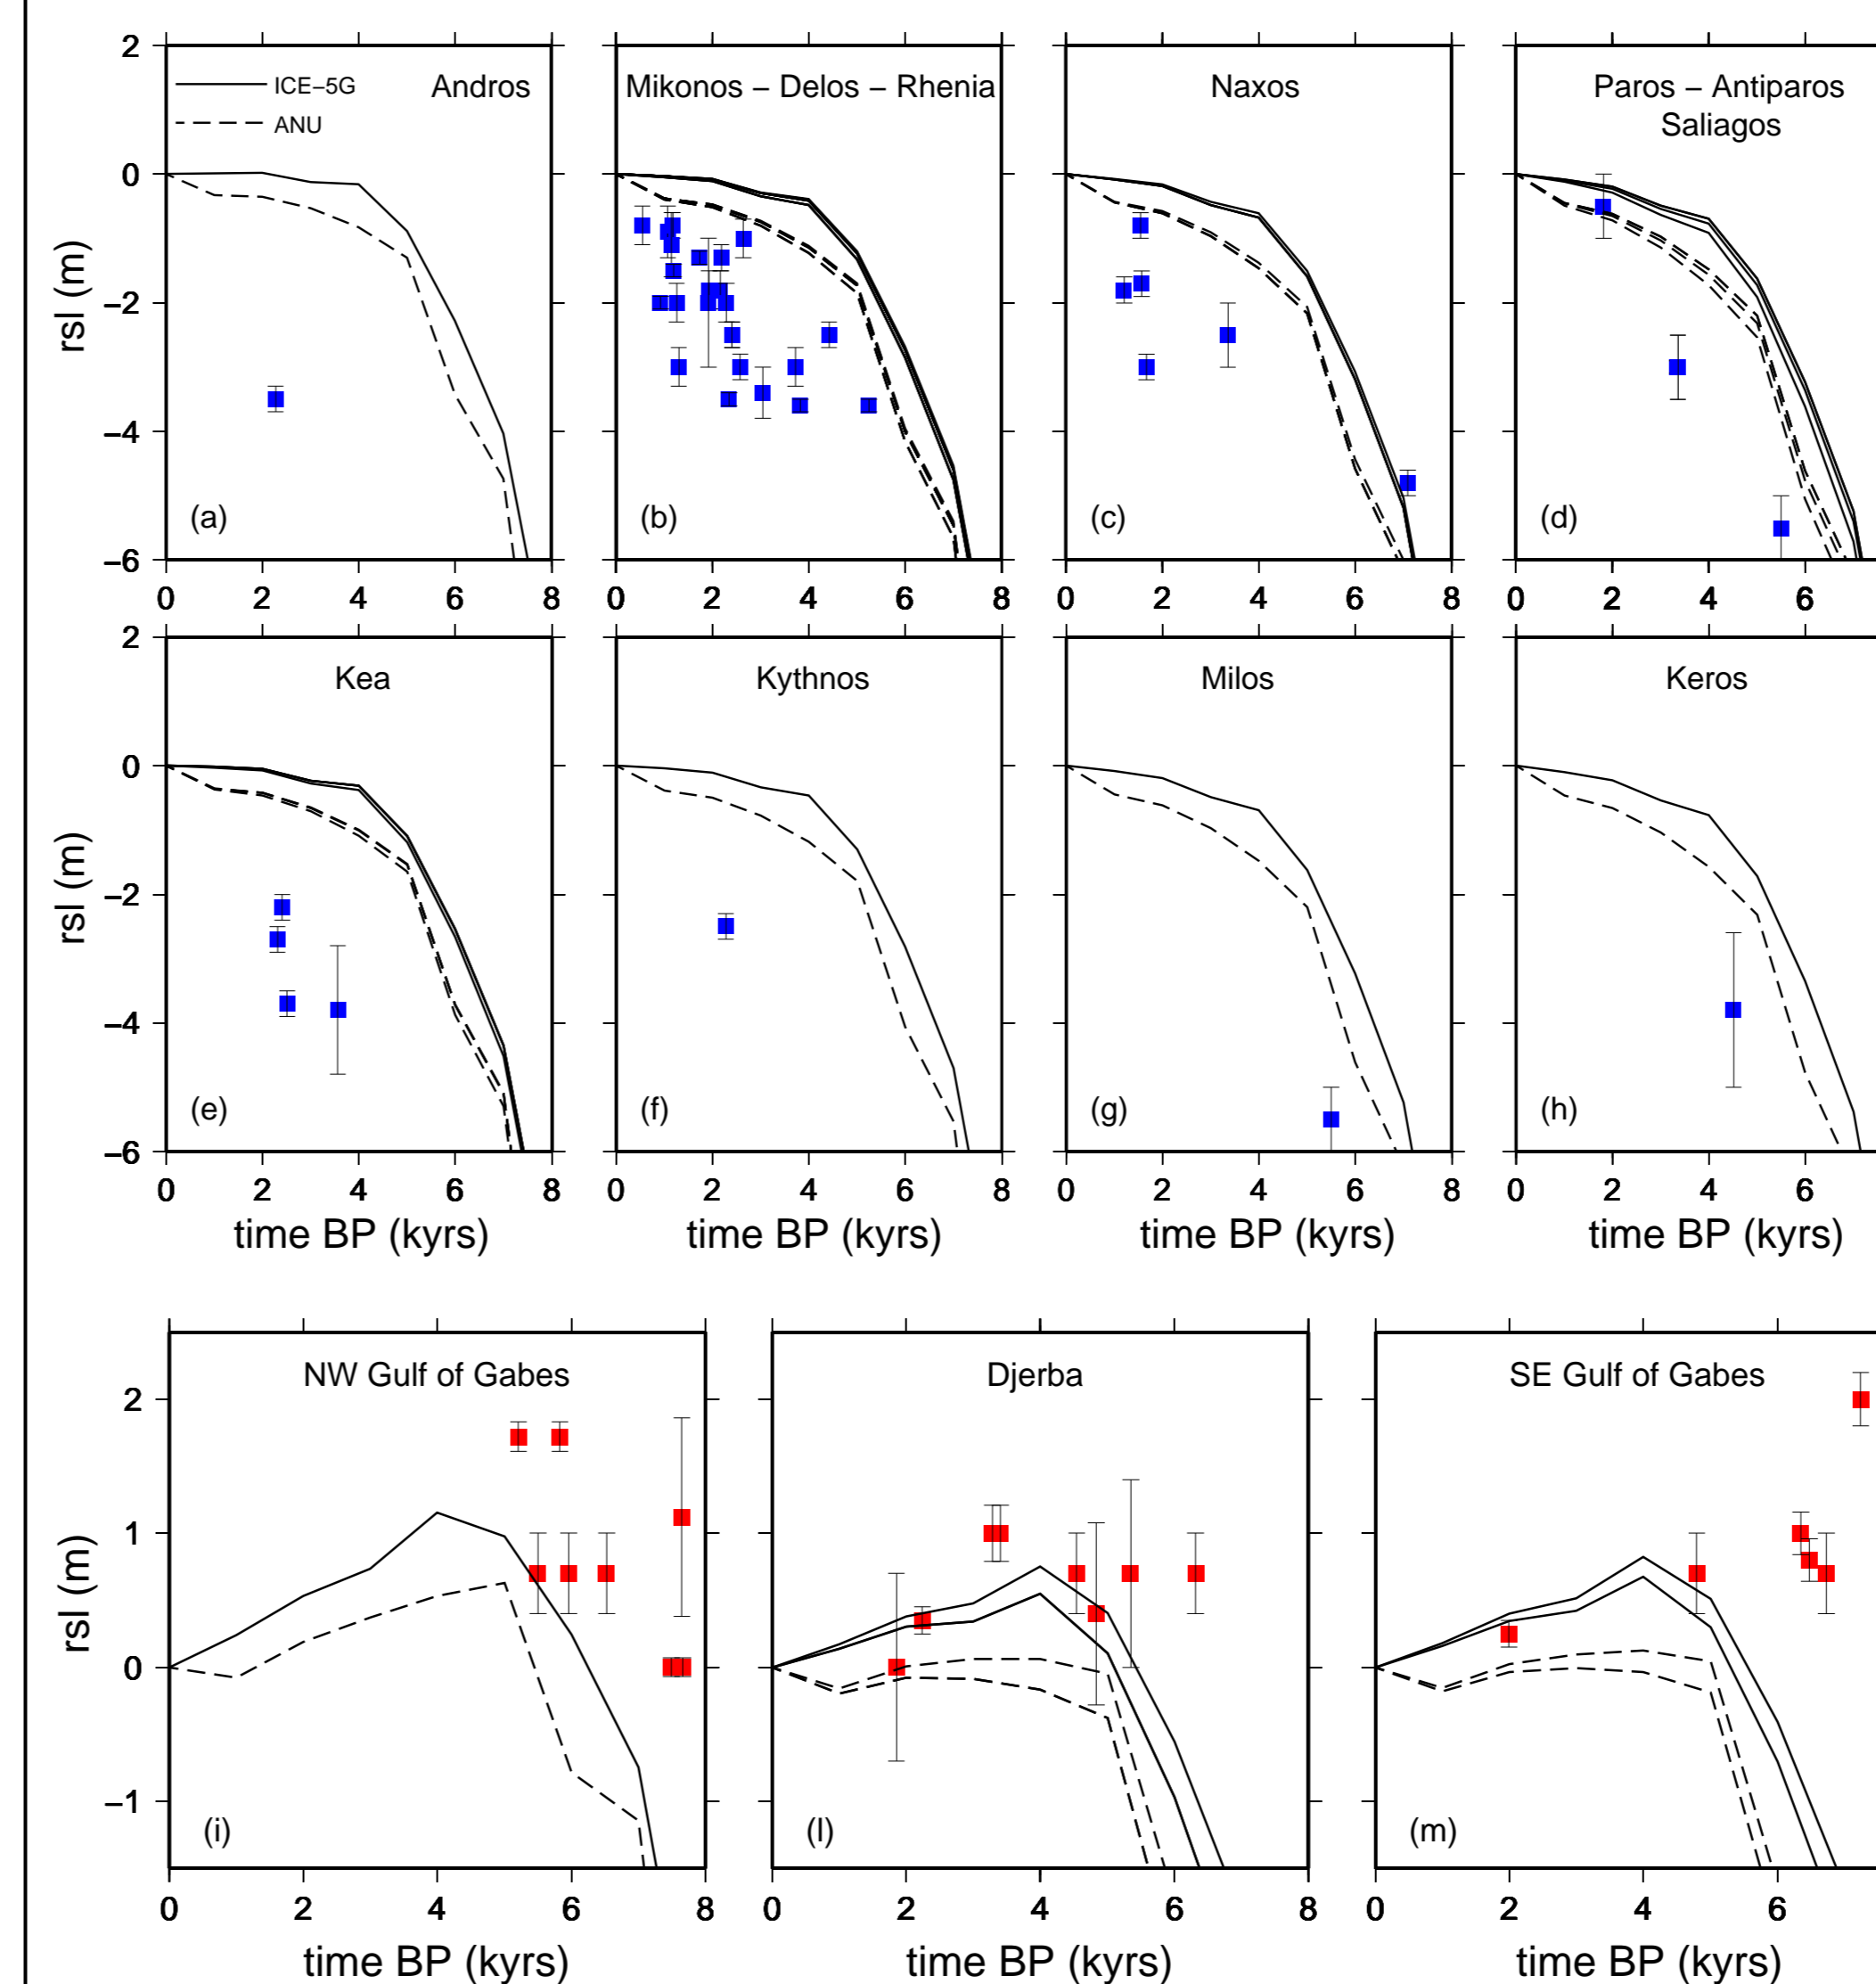 2
0
−2
−4
−6
rsl (m)
ICE−5G
ANU
Andros
(a)
0 2 4 6 8
Mikonos − Delos − Rhenia
(b)
0 2 4 6 8
Naxos
(c)
0 2 4 6 8
Paros − Antiparos
Saliagos
(d)
0 2 4 6
2
0
−2
−4
−6
rsl (m)
Kea
(e)
0 2 4 6 8
time BP (kyrs)
Kythnos
(f)
0 2 4 6 8
time BP (kyrs)
Milos
(g)
0 2 4 6 8
time BP (kyrs)
Keros
(h)
0 2 4 6
time BP (kyrs)
2
1
0
−1
rsl (m)
NW Gulf of Gabes
(i)
0 2 4 6 8
time BP (kyrs)
Djerba
(l)
0 2 4 6 8
time BP (kyrs)
SE Gulf of Gabes
(m)
0 2 4 6
time BP (kyrs)